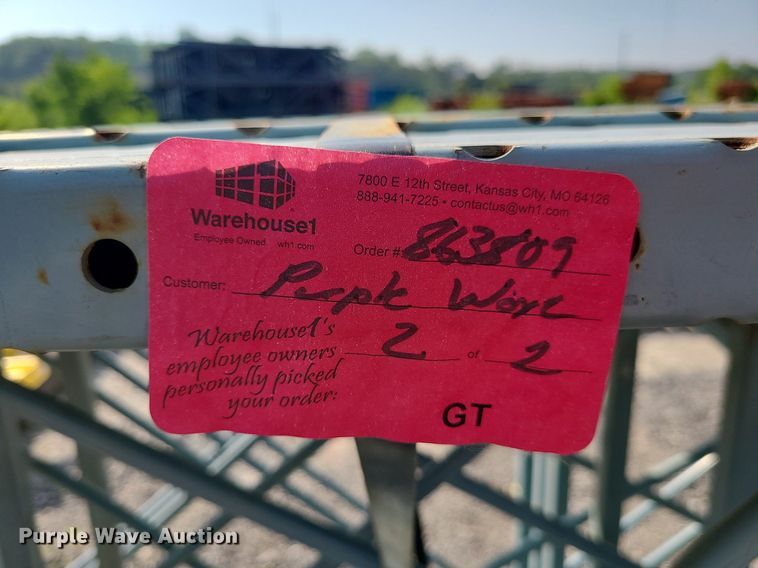 Warehouse1
Employee Owned wh1.com
7800 E 12th Street, Kansas City, MO 64126
888-941-7225 • contactus@wh1.com
Order #: 863809
Customer: Purple Wave
Warehouse1's
employee owners
personally picked
your order:
2 of 2
GT
Purple Wave Auction